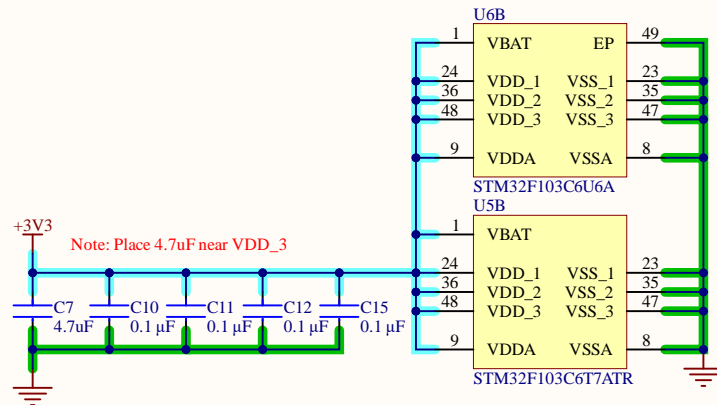 U6B
1 VBAT EP 49
24 VDD_1 VSS_1 23
36 VDD_2 VSS_2 35
48 VDD_3 VSS_3 47
9 VDDA VSSA 8
STM32F103C6U6A
U5B
+3V3
1 VBAT
Note: Place 4.7uF near VDD_3
24 VDD_1 VSS_1 23
36 VDD_2 VSS_2 35
48 VDD_3 VSS_3 47
C7 C10 C11 C12 C15
4.7uF 0.1 µF 0.1 µF 0.1 µF 0.1 µF
9 VDDA VSSA 8
STM32F103C6T7ATR